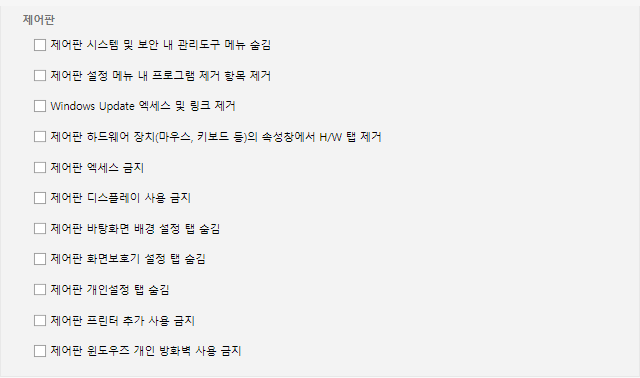 제어판
제어판 시스템 및 보안 내 관리도구 메뉴 숨김
제어판 설정 메뉴 내 프로그램 제거 항목 제거
Windows Update 엑세스 및 링크 제거
제어판 하드웨어 장치(마우스, 키보드 등)의 속성창에서 H/W 탭 제거
제어판 엑세스 금지
제어판 디스플레이 사용 금지
제어판 바탕화면 배경 설정 탭 숨김
제어판 화면보호기 설정 탭 숨김
제어판 개인설정 탭 숨김
제어판 프린터 추가 사용 금지
제어판 윈도우즈 개인 방화벽 사용 금지